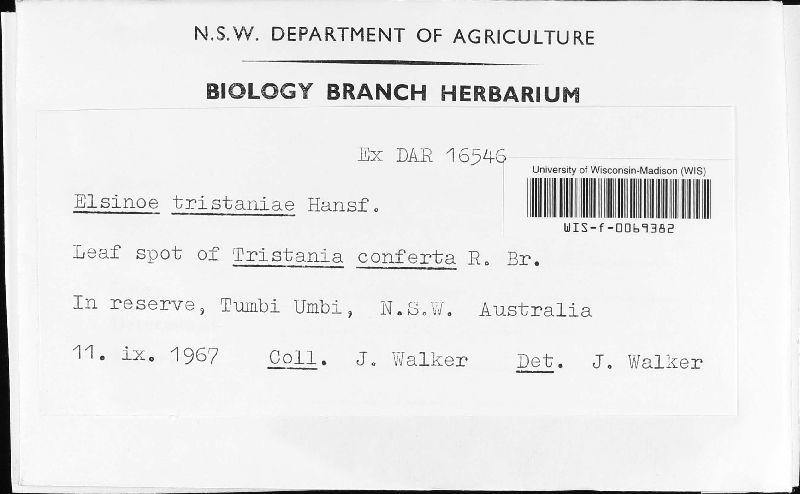 N.S.W. DEPARTMENT OF AGRICULTURE
BIOLOGY BRANCH HERBARIUM
Ex DAR 16546
University of Wisconsin-Madison (WIS)
WIS-f-0069382
Elsinoe tristaniae Hansf.
Leaf spot of Tristania conferta R. Br.
In reserve, Tumbi Umbi, N.S.W. Australia
11. ix. 1967 Coll. J. Walker Det. J. Walker